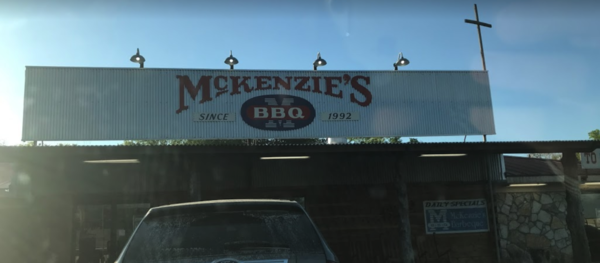 McKENZIE'S
SINCE BBQ 1992
DAILY SPECIALS